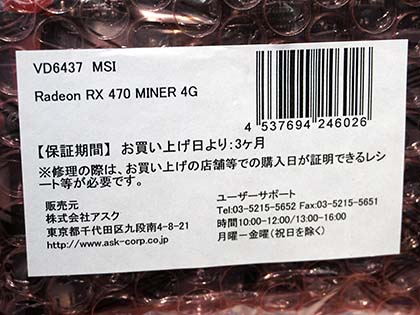 VD6437 MSI
Radeon RX 470 MINER 4G
4 537694 246026
【保証期間】 お買い上げ日より:3ヶ月
※修理の際は、お買い上げの店舗等での購入日が証明できるレシ
ート等が必要です。
販売元
株式会社アスク
東京都千代田区九段南4-8-21
http://www.ask-corp.co.jp
ユーザーサポート
Tel:03-5215-5652 Fax:03-5215-5651
時間10:00-12:00/13:00-16:00
月曜ー金曜(祝日を除く)